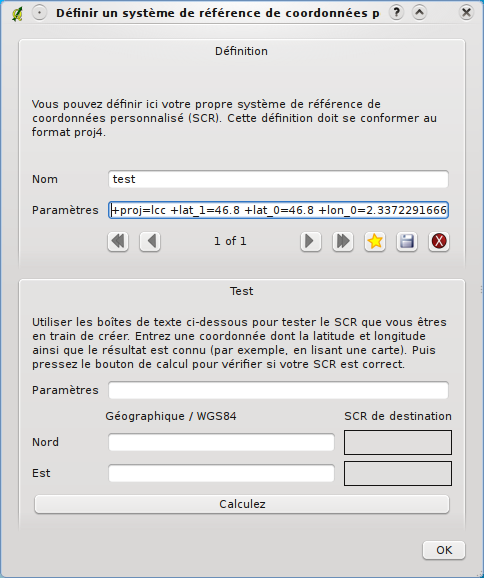 Définir un système de référence de coordonnées p
Définition
Vous pouvez définir ici votre propre système de référence de
coordonnées personnalisé (SCR). Cette définition doit se conformer au
format proj4.
Nom test
Paramètres +proj=lcc +lat_1=46.8 +lat_0=46.8 +lon_0=2.3372291666
1 of 1
Test
Utiliser les boîtes de texte ci-dessous pour tester le SCR que vous êtres
en train de créer. Entrez une coordonnée dont la latitude et longitude
ainsi que le résultat est connu (par exemple, en lisant une carte). Puis
pressez le bouton de calcul pour vérifier si votre SCR est correct.
Paramètres
Géographique / WGS84 SCR de destination
Nord
Est
Calculez
OK